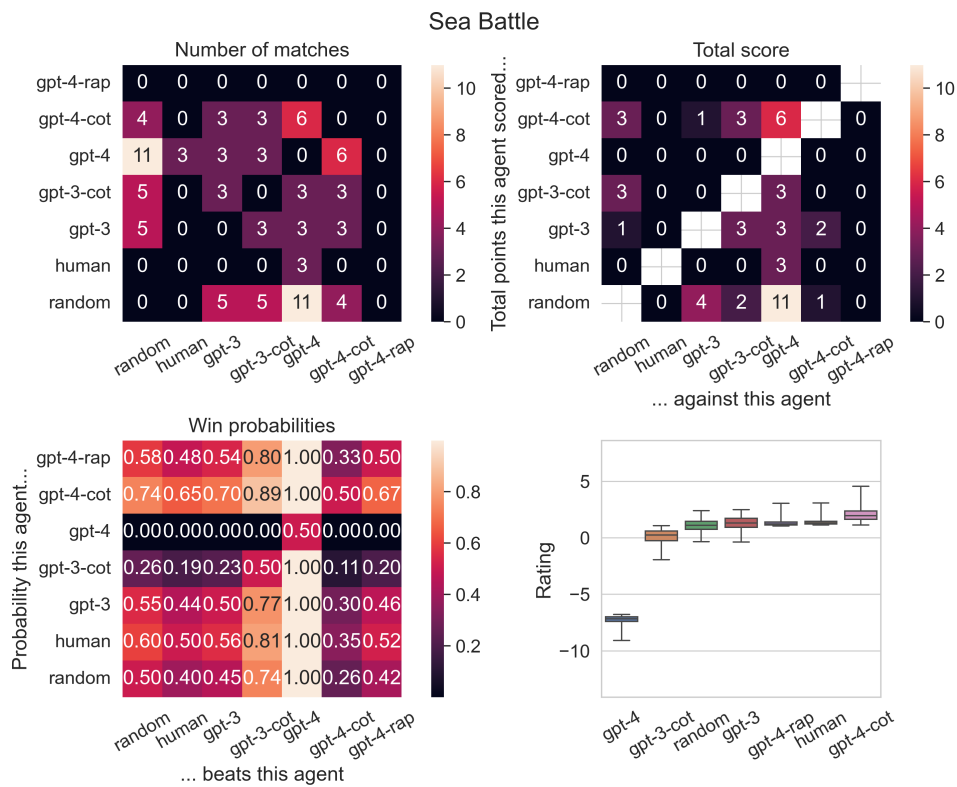 Sea Battle
Number of matches
gpt-4-rap 0 0 0 0 0 0 0
gpt-4-cot 4 0 3 3 6 0 0
gpt-4 11 3 3 3 0 6 0
gpt-3-cot 5 0 3 0 3 3 0
gpt-3 5 0 0 3 3 3 0
human 0 0 0 0 3 0 0
random 0 0 5 5 11 4 0
random human gpt-3 gpt-3-cot gpt-4 gpt-4-cot gpt-4-rap
10
8
6
4
2
0
Total score
Total points this agent scored...
gpt-4-rap 0 0 0 0 0 0
gpt-4-cot 3 0 1 3 6 0
gpt-4 0 0 0 0 0 0
gpt-3-cot 3 0 0 3 0 0
gpt-3 1 0 3 3 2 0
human 0 0 0 3 0 0
random 0 4 2 11 1 0
random human gpt-3 gpt-3-cot gpt-4 gpt-4-cot gpt-4-rap
... against this agent
10
8
6
4
2
0
Win probabilities
Probability this agent...
gpt-4-rap 0.58 0.48 0.54 0.80 1.00 0.33 0.50
gpt-4-cot 0.74 0.65 0.70 0.89 1.00 0.50 0.67
gpt-4 0.00 0.00 0.00 0.00 0.50 0.00 0.00
gpt-3-cot 0.26 0.19 0.23 0.50 1.00 0.11 0.20
gpt-3 0.55 0.44 0.50 0.77 1.00 0.30 0.46
human 0.60 0.50 0.56 0.81 1.00 0.35 0.52
random 0.50 0.40 0.45 0.74 1.00 0.26 0.42
random human gpt-3 gpt-3-cot gpt-4 gpt-4-cot gpt-4-rap
... beats this agent
0.8
0.6
0.4
0.2
Rating
5
0
−5
−10
gpt-4 gpt-3-cot random gpt-3 gpt-4-rap human gpt-4-cot